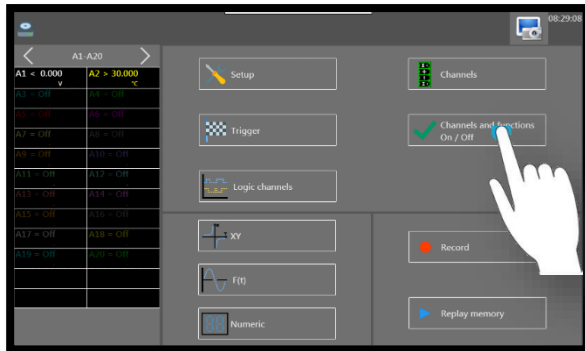 08:29:08
A1-A20
A1 < 0.000
V
A2 > 30.000
°C
A3 = Off
A4 = Off
A5 = Off
A6 = Off
A7 = Off
A8 = Off
A9 = Off
A10 = Off
A11 = Off
A12 = Off
A13 = Off
A14 = Off
A15 = Off
A16 = Off
A17 = Off
A18 = Off
A19 = Off
A20 = Off
Setup
Channels
Trigger
Channels and functions
On / Off
Logic channels
XY
Record
F(t)
Numeric
Replay memory